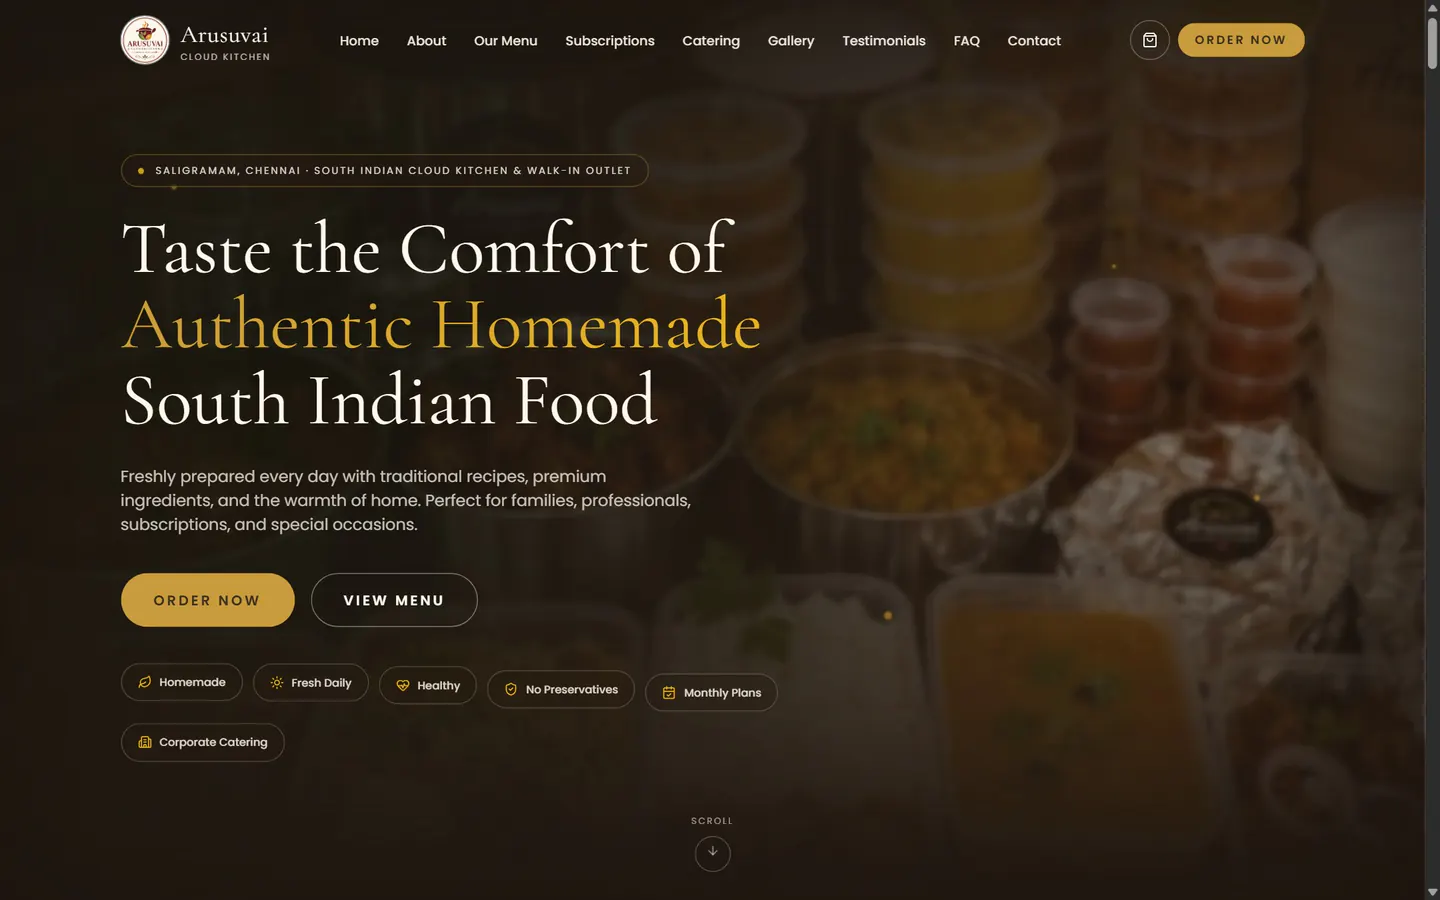 ARUSUVAI
Arusuvai
CLOUD KITCHEN
Home
About
Our Menu
Subscriptions
Catering
Gallery
Testimonials
FAQ
Contact
ORDER NOW
SALIGRAMAM, CHENNAI · SOUTH INDIAN CLOUD KITCHEN & WALK-IN OUTLET
Taste the Comfort of
Authentic Homemade
South Indian Food
Freshly prepared every day with traditional recipes, premium
ingredients, and the warmth of home. Perfect for families, professionals,
subscriptions, and special occasions.
ORDER NOW
VIEW MENU
Homemade
Fresh Daily
Healthy
No Preservatives
Monthly Plans
Corporate Catering
SCROLL